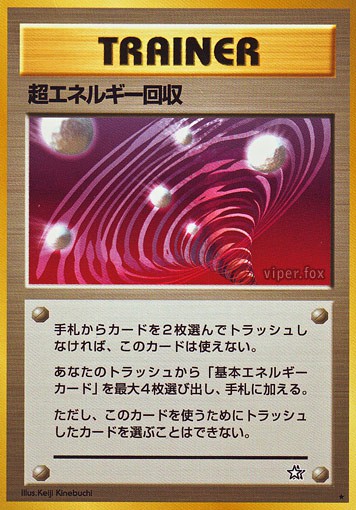 TRAINER
超エネルギー回収
viper.fox
手札からカードを2枚選んでトラッシュし
なければ、このカードは使えない。
あなたのトラッシュから「基本エネルギー
カード」を最大4枚選び出し、手札に加える。
ただし、このカードを使うためにトラッシュ
したカードを選ぶことはできない。
Illus.Keiji Kinebuchi